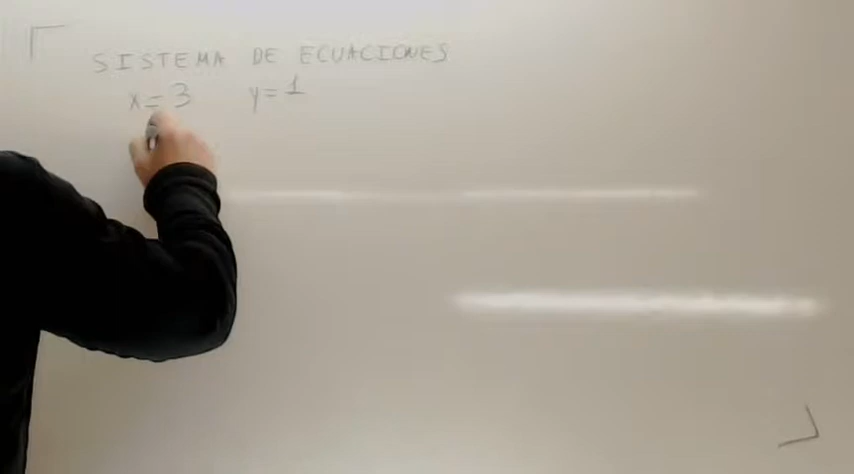 SISTEMA DE ECUACIONES
x=3 y=1